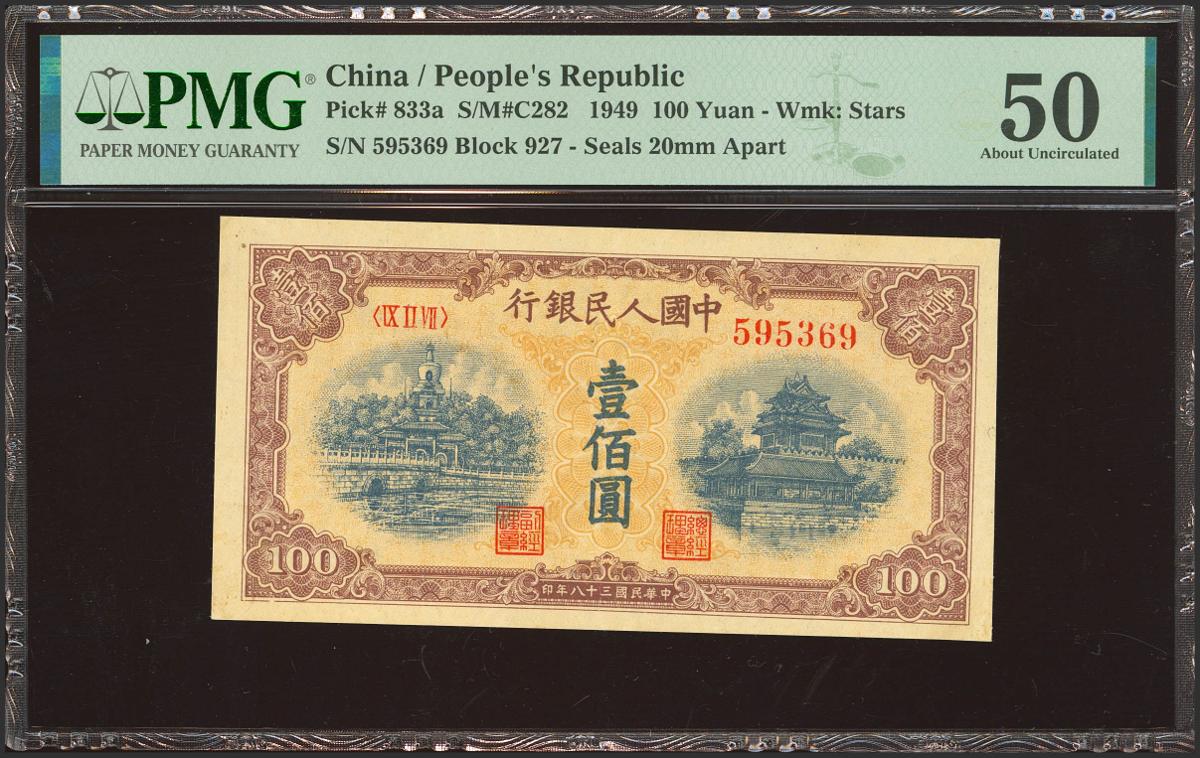 PMG®
PAPER MONEY GUARANTY
China / People's Republic
Pick# 833a S/M#C282 1949 100 Yuan - Wmk: Stars
S/N 595369 Block 927 - Seals 20mm Apart
50
About Uncirculated
壹佰
行銀民人國中
壹佰
〈IX II VII〉
595369
壹佰圓
100
印年八十三國民華中
100